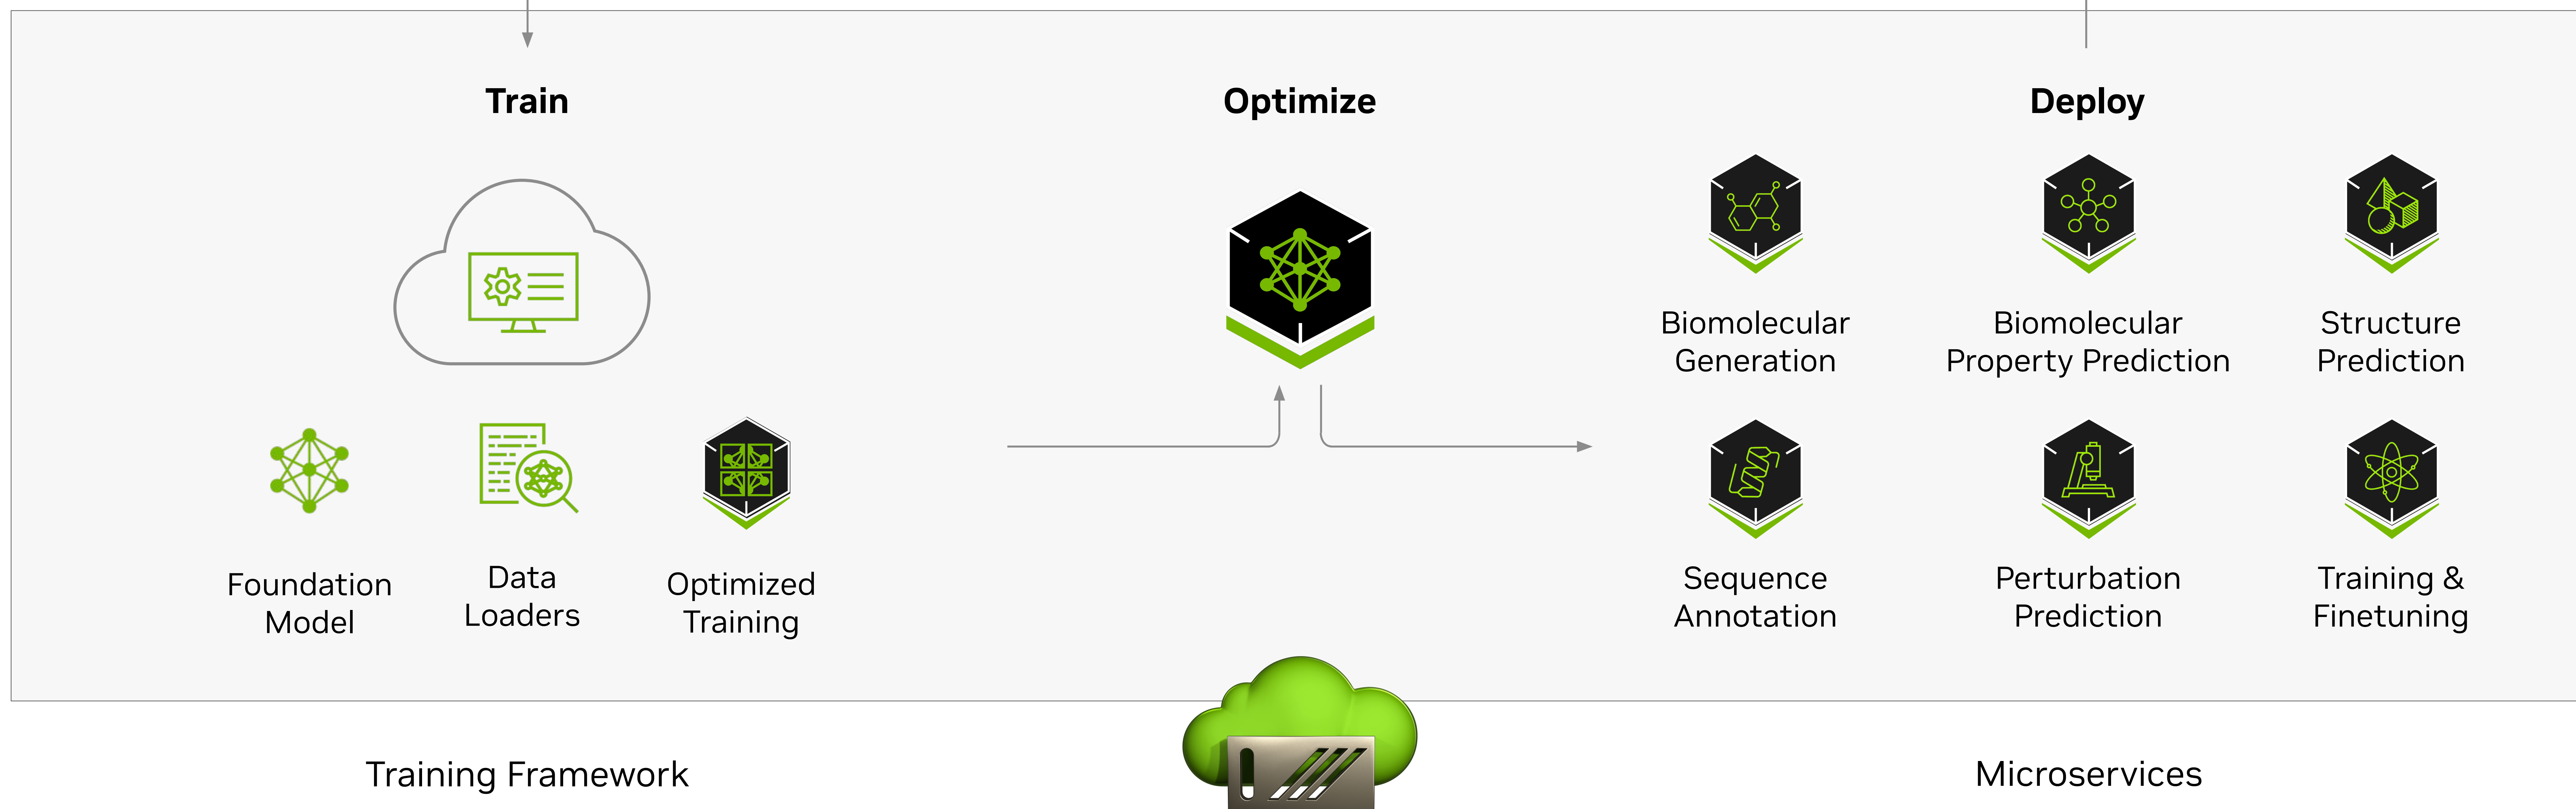 Train
Optimize
Deploy
Biomolecular
Generation
Biomolecular
Property Prediction
Structure
Prediction
Foundation
Model
Data
Loaders
Optimized
Training
Sequence
Annotation
Perturbation
Prediction
Training &
Finetuning
Training Framework
Microservices